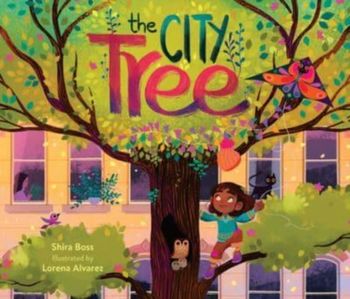 the CITY
Tree
Shira Boss
Illustrated by
Lorena Alvarez